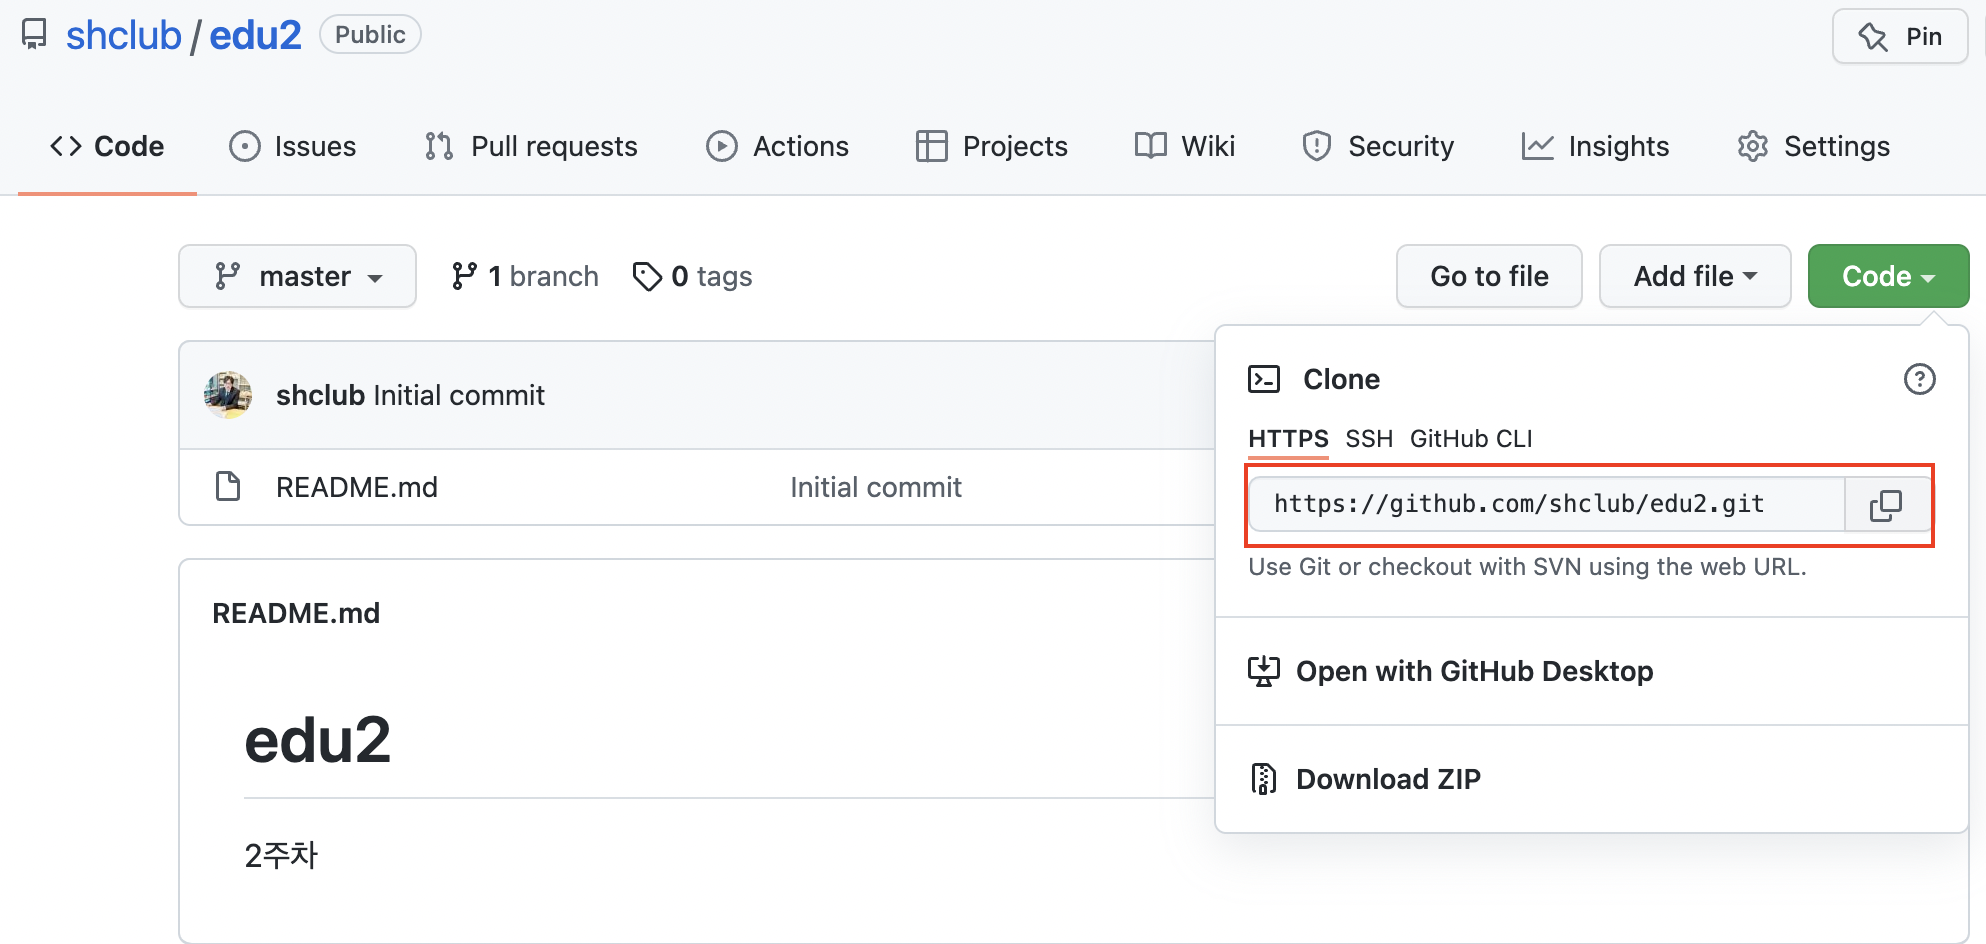 shclub / edu2 Public
Pin
Code Issues Pull requests Actions Projects Wiki Security Insights Settings
master 1 branch 0 tags
Go to file Add file Code
shclub Initial commit
README.md Initial commit
Clone
HTTPS SSH GitHub CLI
https://github.com/shclub/edu2.git
Use Git or checkout with SVN using the web URL.
Open with GitHub Desktop
Download ZIP
README.md
edu2
2주차